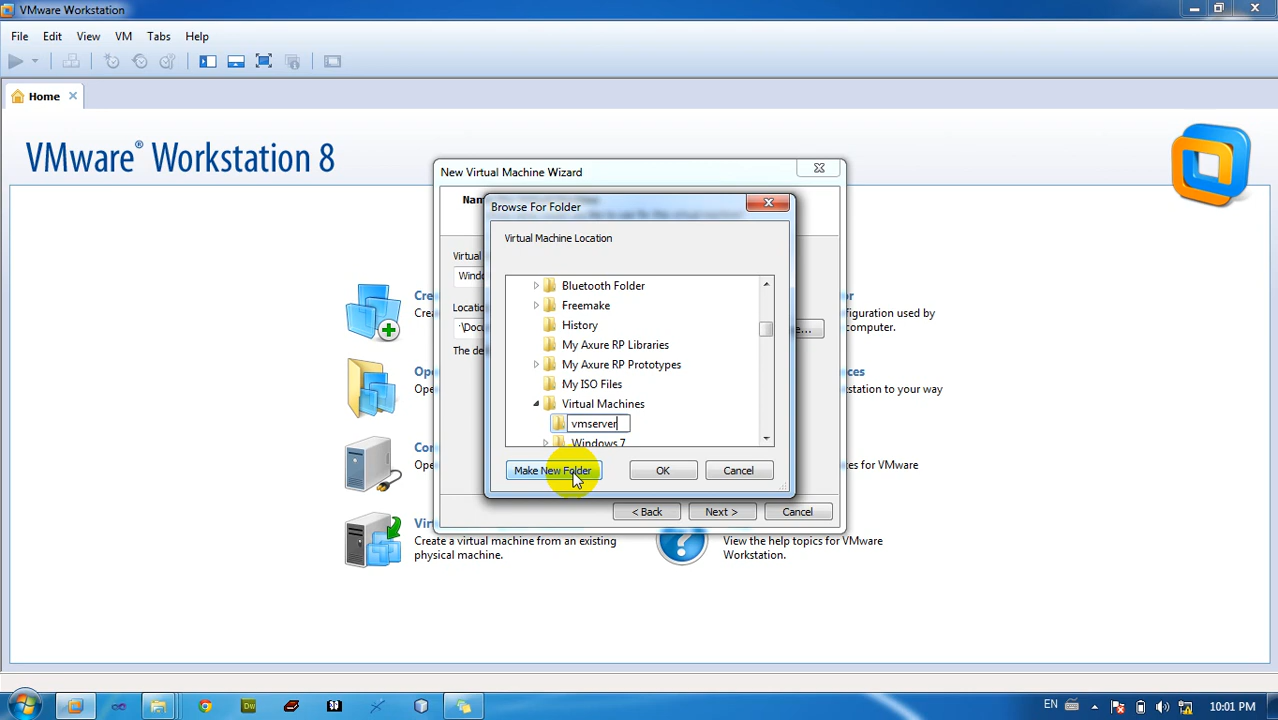 VMware Workstation
File Edit View VM Tabs Help
Home
VMware® Workstation 8
New Virtual Machine Wizard
Browse For Folder
Virtual Machine Location
Virtual
Bluetooth Folder
Freemake
History
My Axure RP Libraries
My Axure RP Prototypes
My ISO Files
Virtual Machines
vmserver
Windows 7
Make New Folder OK Cancel
< Back Next > Cancel
figuration used by
computer.
kstation to your way
ces for VMware
Create a virtual machine from an existing
physical machine.
View the help topics for VMware
Workstation.
EN 10:01 PM